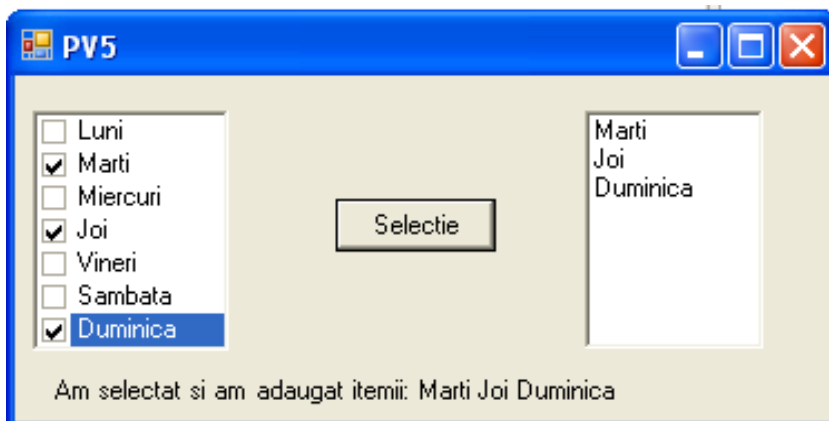 PV5
Luni
Marti
Miercuri
Joi
Vineri
Sambata
Duminica
Selectie
Marti
Joi
Duminica
Am selectat si am adaugat itemii: Marti Joi Duminica